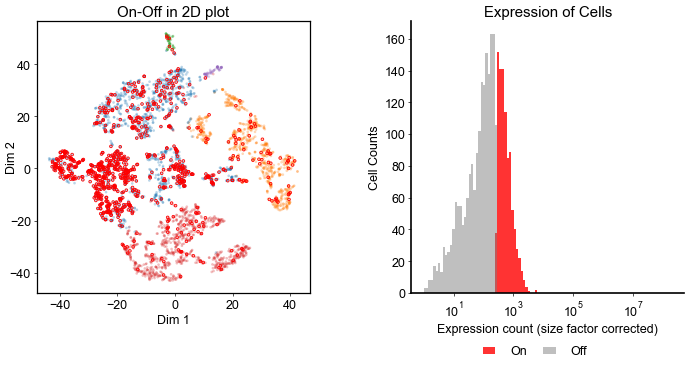 On-Off in 2D plot
40
20
0
−20
−40
−40
−20
0
20
40
Dim 1
Dim 2
Expression of Cells
160
140
120
100
80
60
40
20
0
10^1
10^3
10^5
10^7
Cell Counts
Expression count (size factor corrected)
On
Off